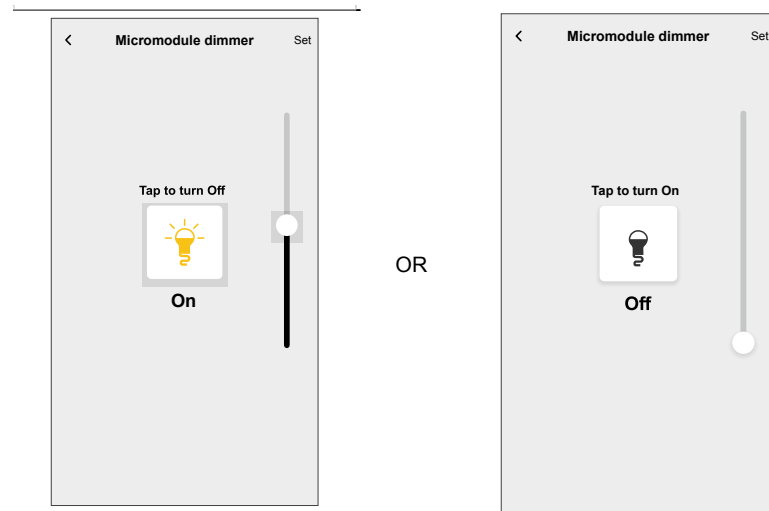 Micromodule dimmer Set
Tap to turn Off
On
OR
Micromodule dimmer Set
Tap to turn On
Off